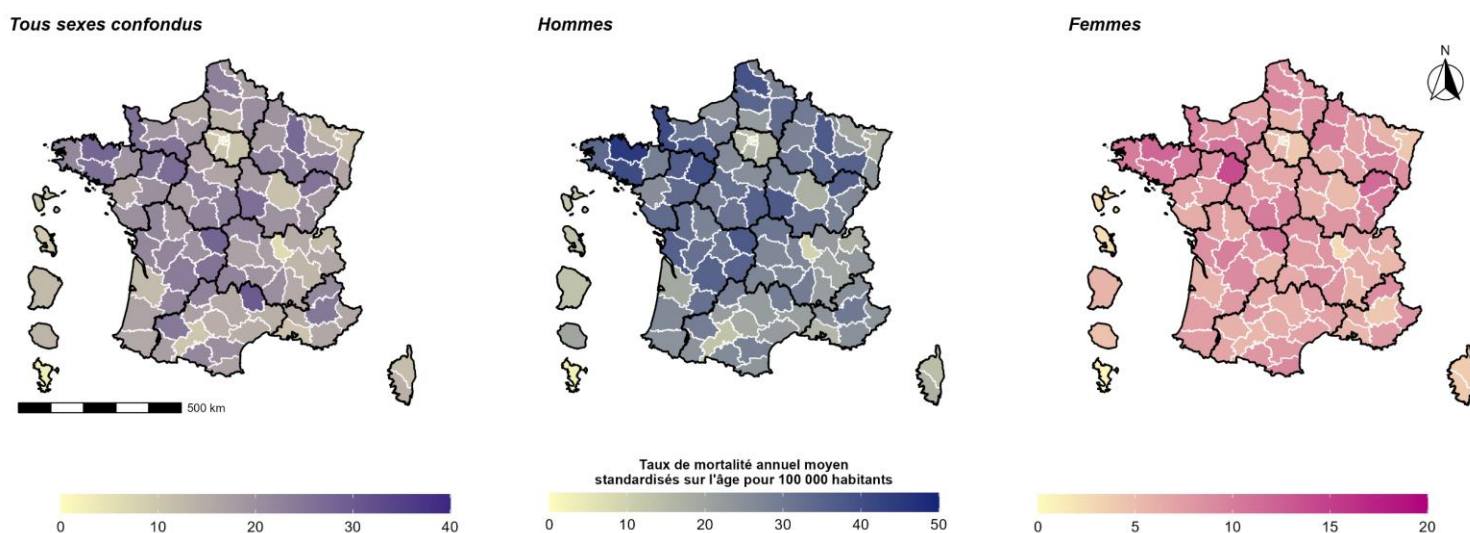 Tous sexes confondus
Hommes
Femmes
N
500 km
Taux de mortalité annuel moyen
standardisés sur l'âge pour 100 000 habitants
0 10 20 30 40
0 10 20 30 40 50
0 5 10 15 20